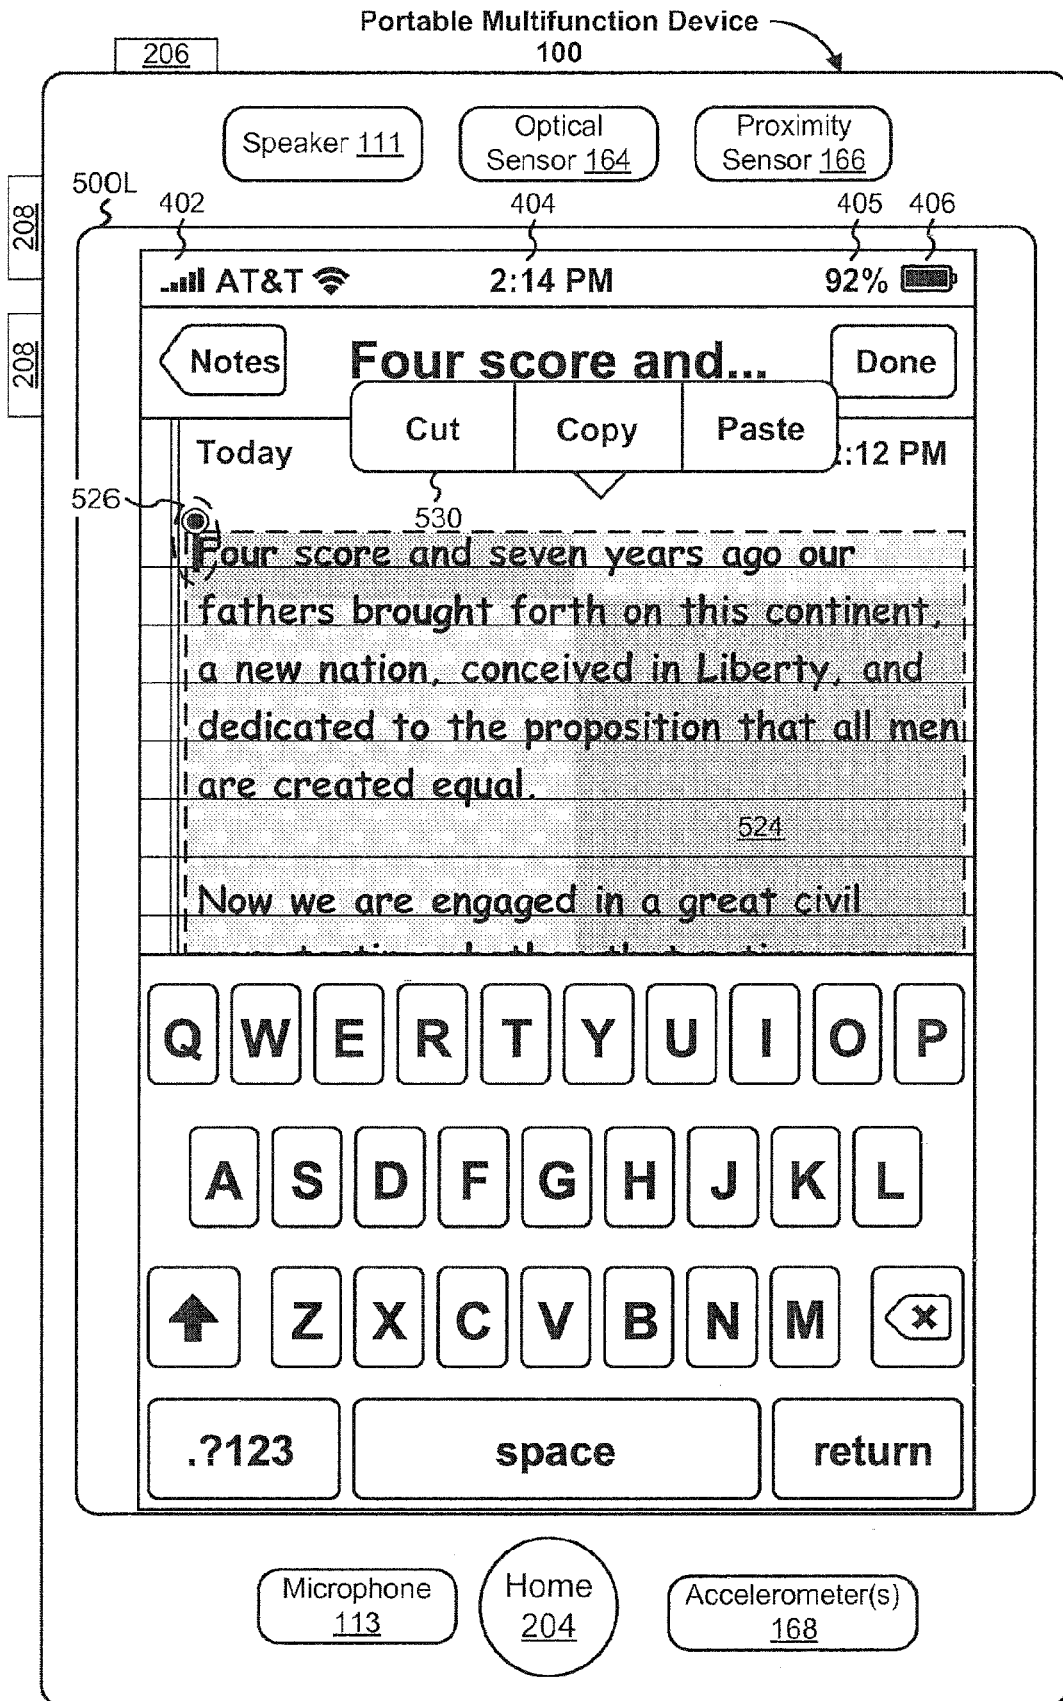 Portable Multifunction Device
100
206
Speaker 111
Optical
Sensor 164
Proximity
Sensor 166
208
500L
402
404
405
406
AT&T
2:14 PM
92%
208
Notes
Four score and...
Done
Cut
Copy
Paste
Today
:12 PM
526
530
Four score and seven years ago our
fathers brought forth on this continent,
a new nation, conceived in Liberty, and
dedicated to the proposition that all men
are created equal.
524
Now we are engaged in a great civil
Q W E R T Y U I O P
A S D F G H J K L
Z X C V B N M
.?123
space
return
Microphone
113
Home
204
Accelerometer(s)
168